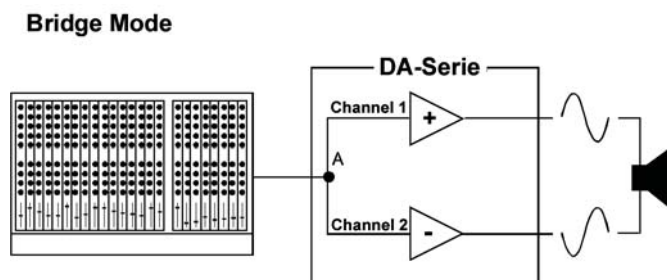 Bridge Mode
DA-Serie
Channel 1
+
A
Channel 2
-